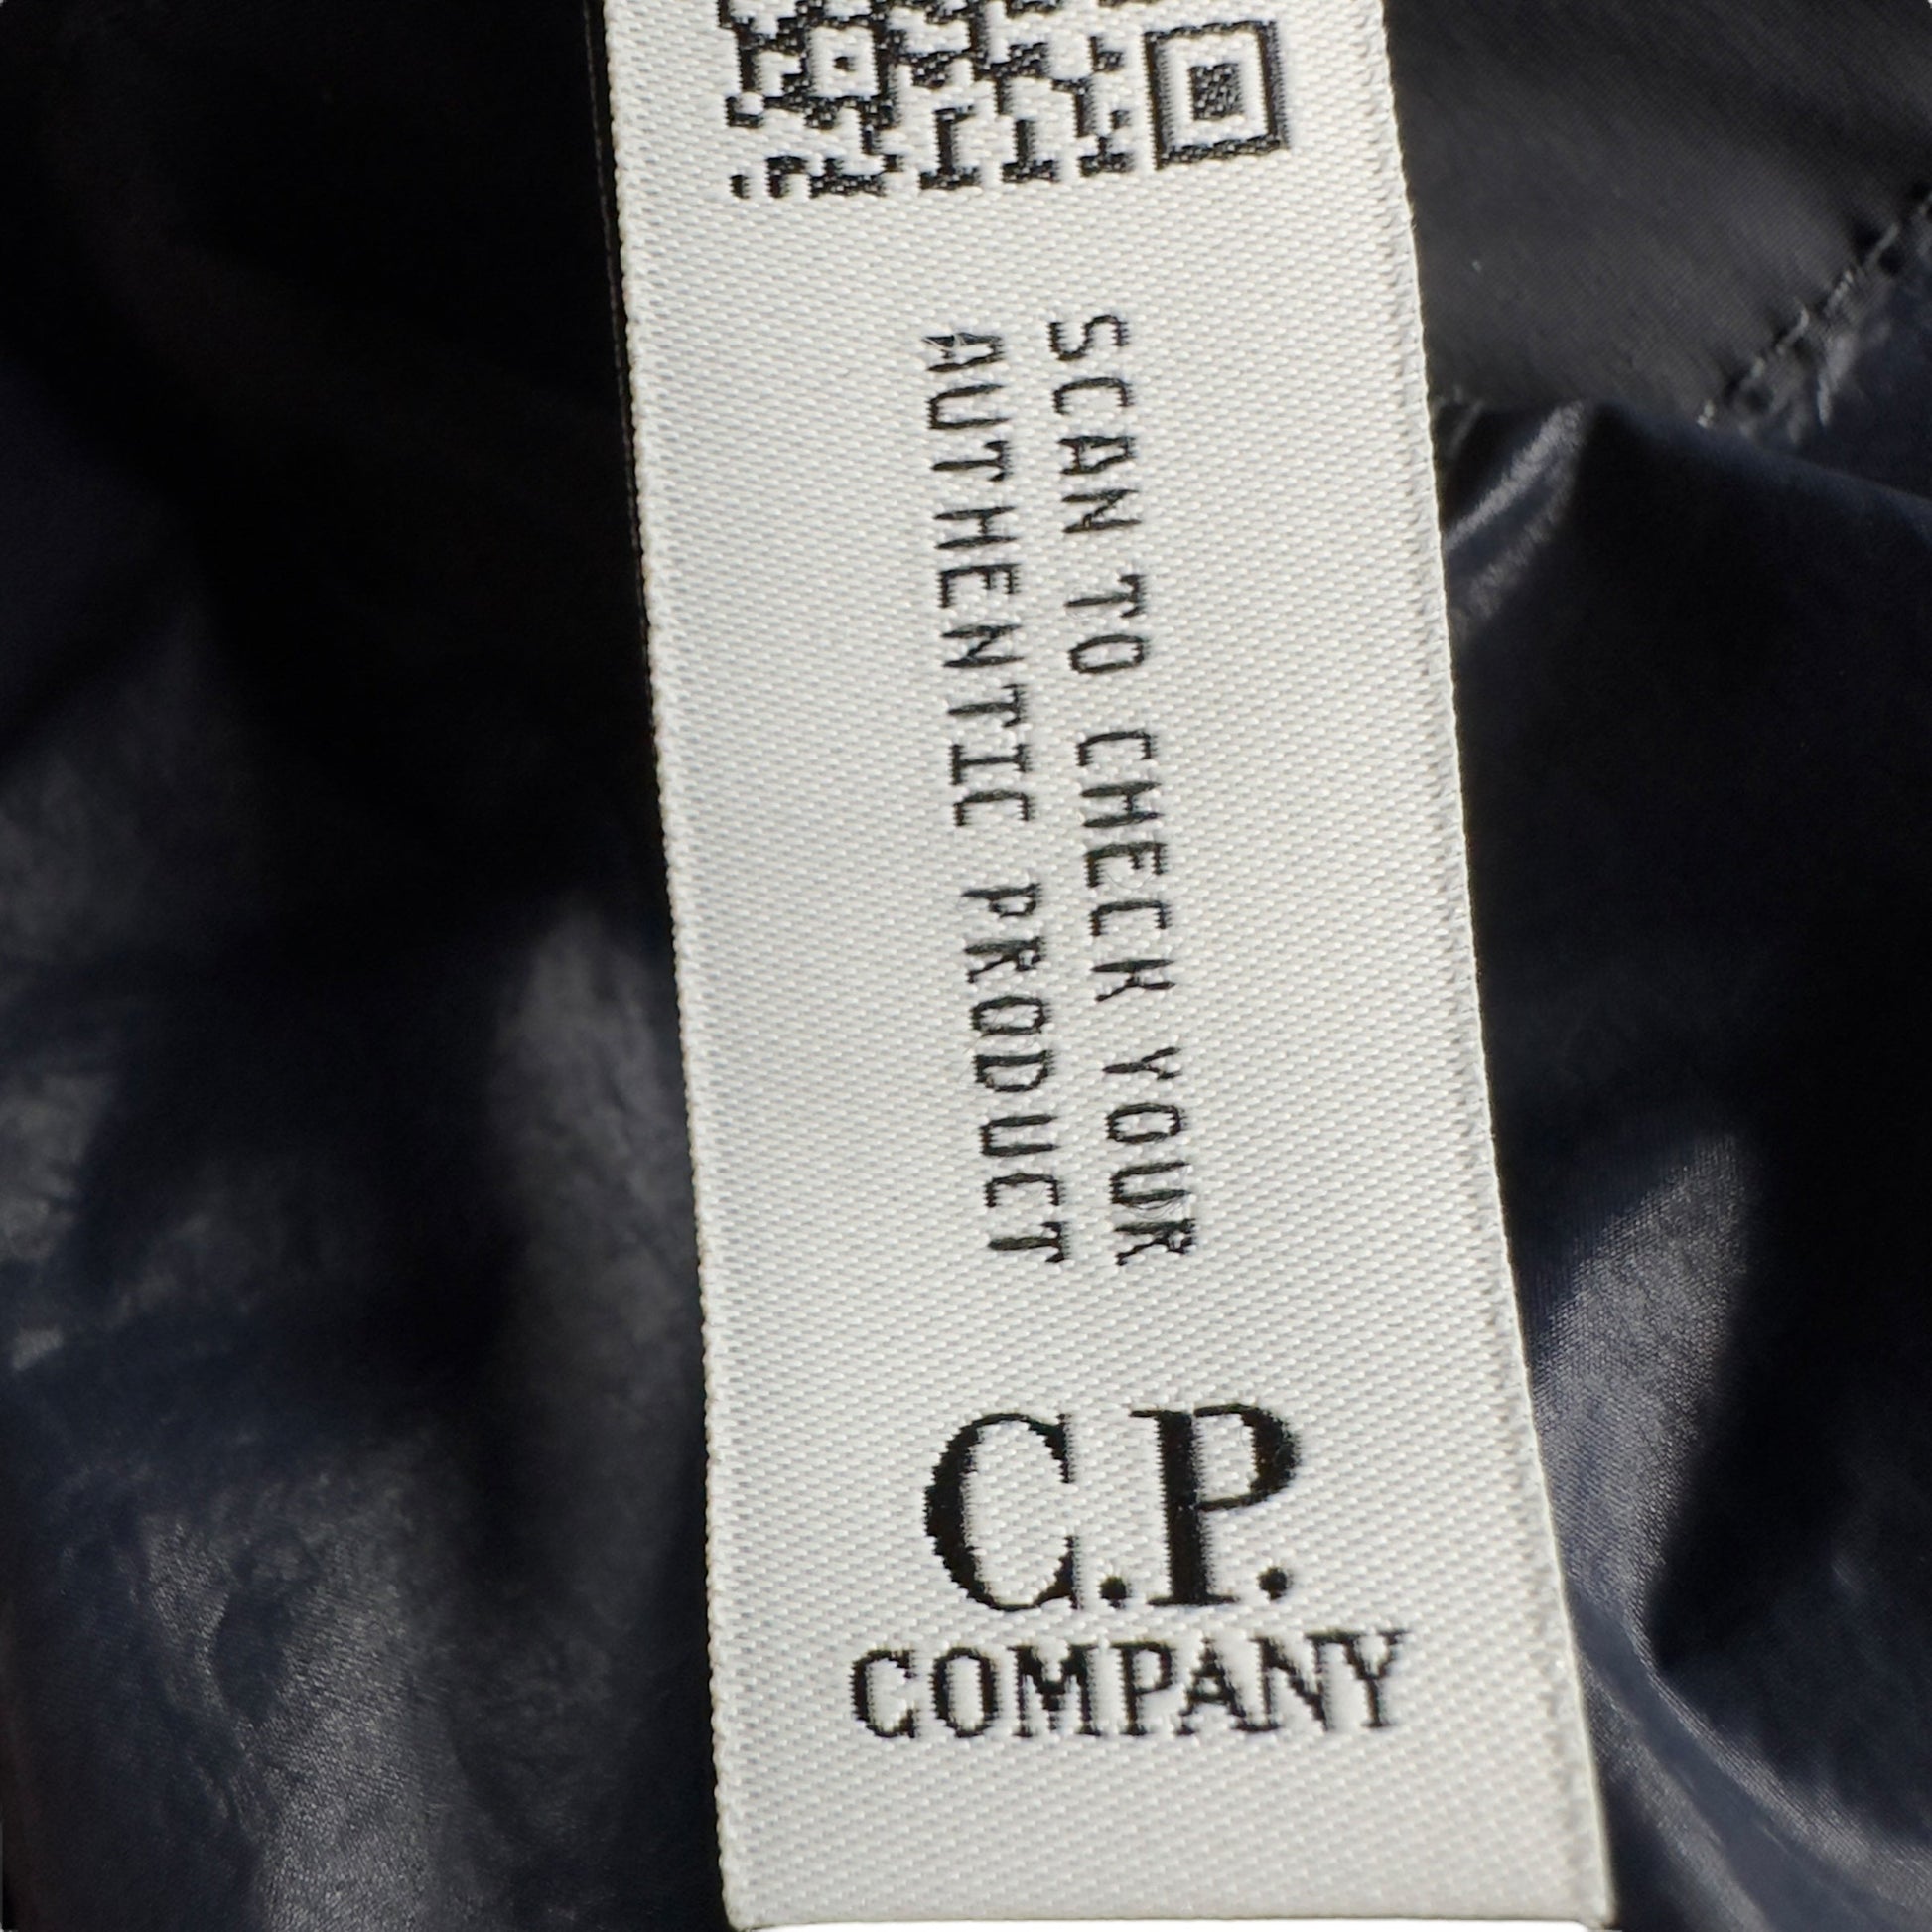 SCAN TO CHECK YOUR
AUTHENTIC PRODUCT
C.P.
COMPANY